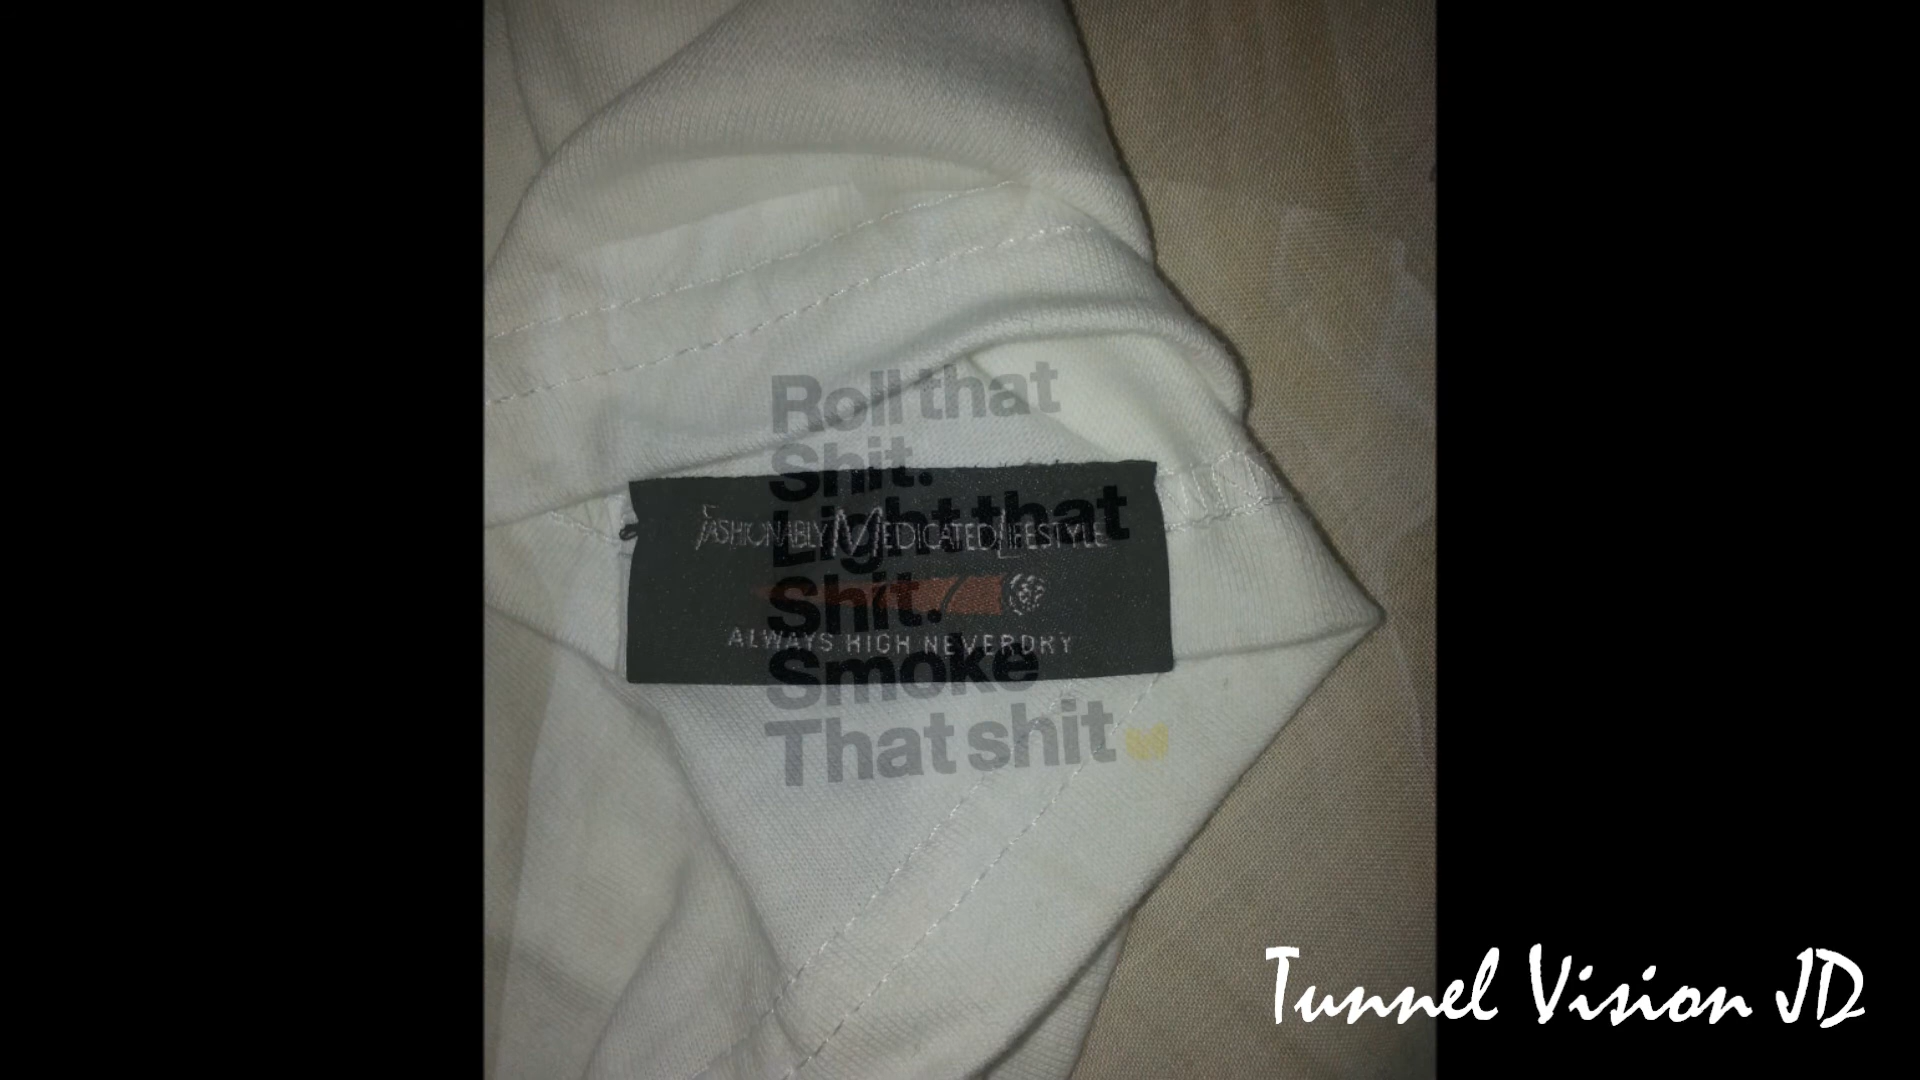 Roll that
Shit.
Light that
Shit.
Smoke
That shit
FASHIONABLY MEDICATED LIFESTYLE
ALWAYS HIGH NEVER DRY
Tunnel Vision JD